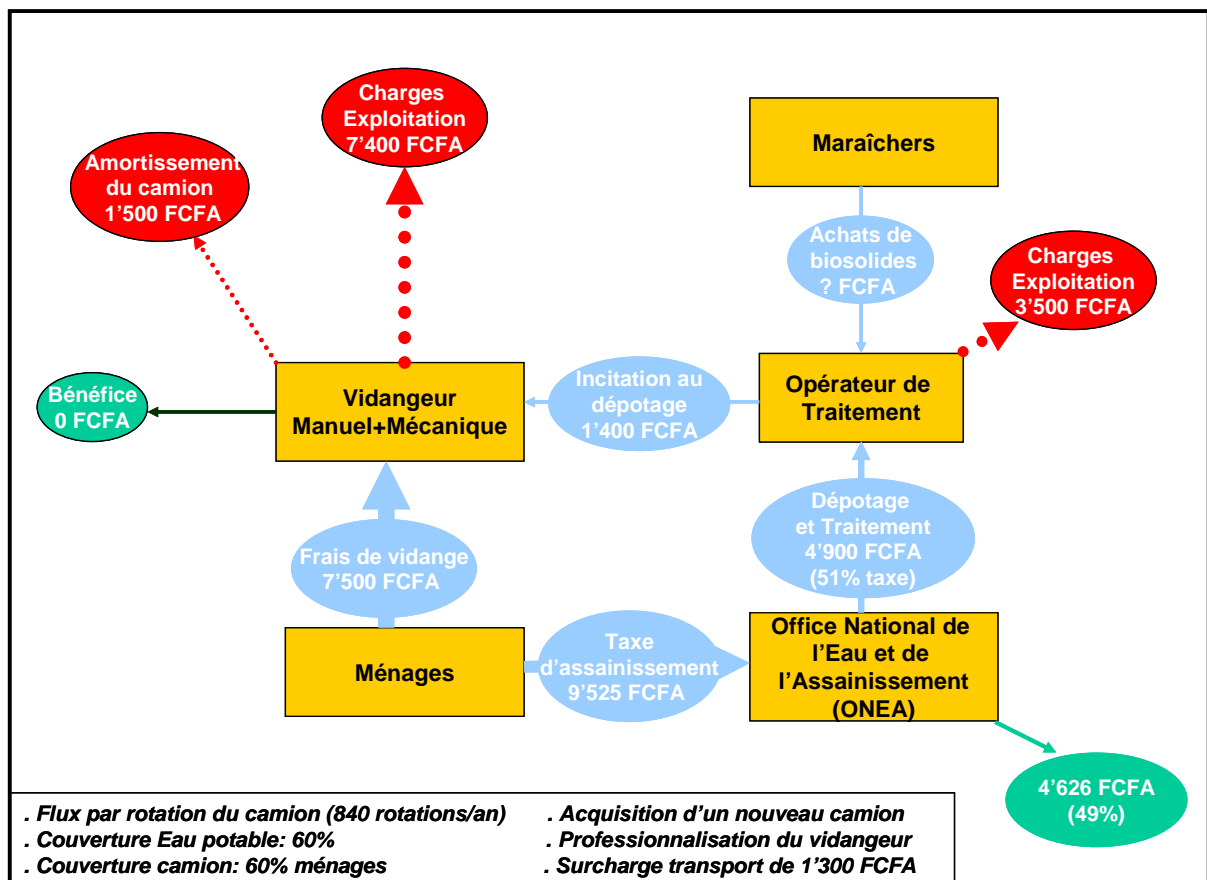 Charges
Exploitation
7’400 FCFA
Maraîchers
Amortissement
du camion
1’500 FCFA
Achats de
biosolides
? FCFA
Charges
Exploitation
3’500 FCFA
Bénéfice
0 FCFA
Vidangeur
Manuel+Mécanique
Incitation au
dépotage
1’400 FCFA
Opérateur de
Traitement
Frais de vidange
7’500 FCFA
Dépotage
et Traitement
4’900 FCFA
(51% taxe)
Ménages
Taxe
d’assainissement
9’525 FCFA
Office National de
l’Eau et de
l’Assainissement
(ONEA)
4’626 FCFA
(49%)
. Flux par rotation du camion (840 rotations/an)
. Couverture Eau potable: 60%
. Couverture camion: 60% ménages
. Acquisition d’un nouveau camion
. Professionnalisation du vidangeur
. Surcharge transport de 1’300 FCFA